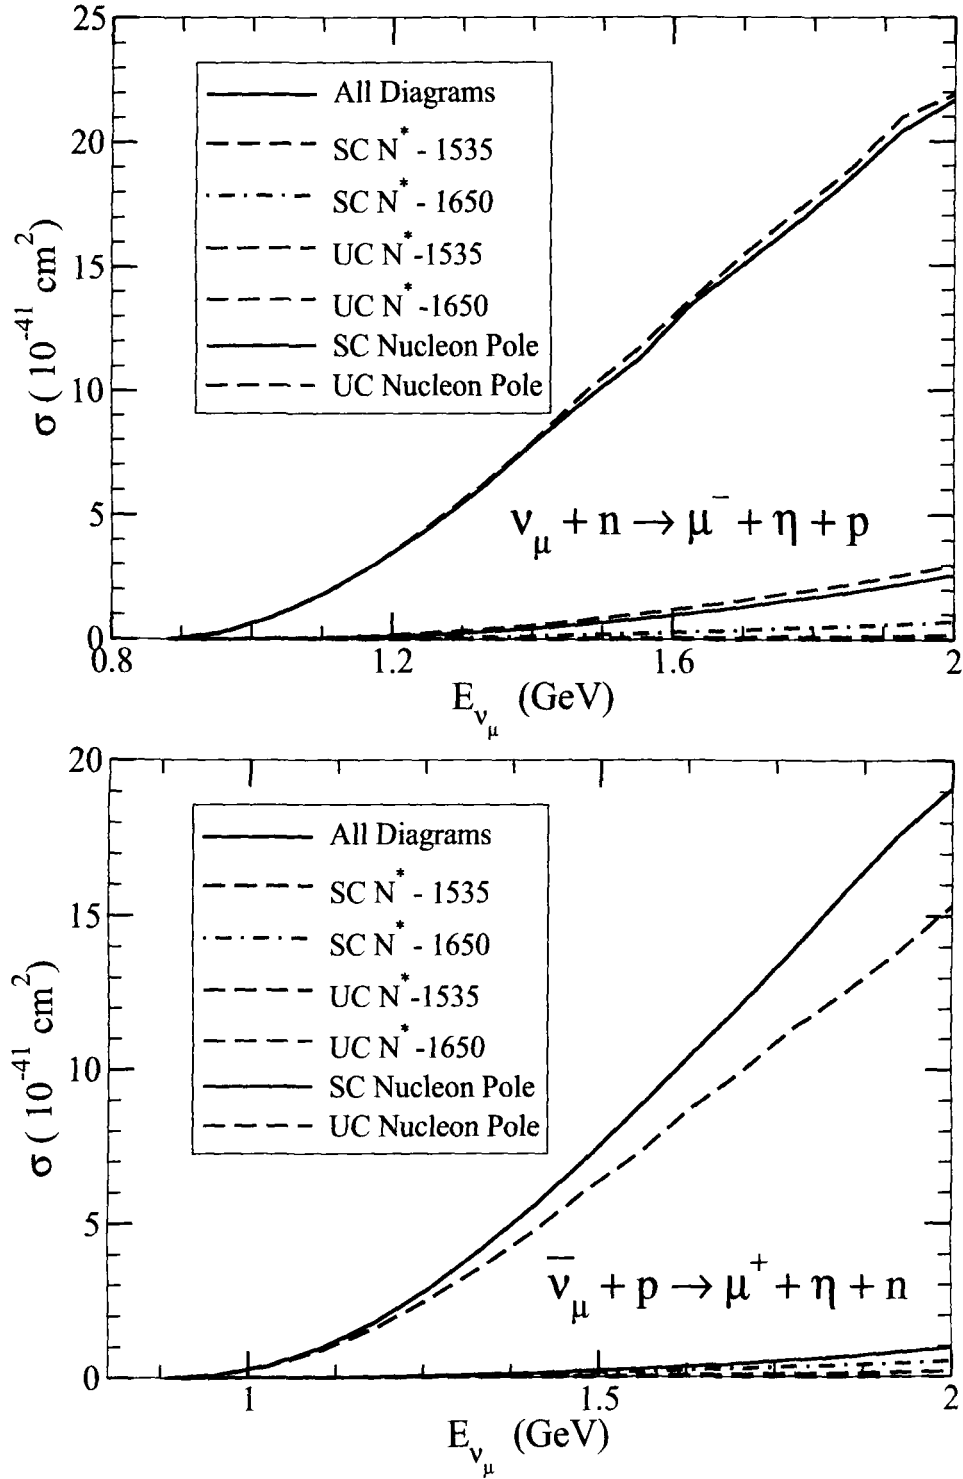 25
20
15
10
5
0
σ ( 10^-41 cm^2 )
All Diagrams
SC N* - 1535
SC N* - 1650
UC N* -1535
UC N* -1650
SC Nucleon Pole
UC Nucleon Pole
ν_μ + n → μ^- + η + p
0.8 1.2 1.6 2
E_ν_μ (GeV)
20
15
10
5
0
σ ( 10^-41 cm^2 )
All Diagrams
SC N* - 1535
SC N* - 1650
UC N* -1535
UC N* -1650
SC Nucleon Pole
UC Nucleon Pole
ν̅_μ + p → μ^+ + η + n
1 1.5 2
E_ν_μ (GeV)